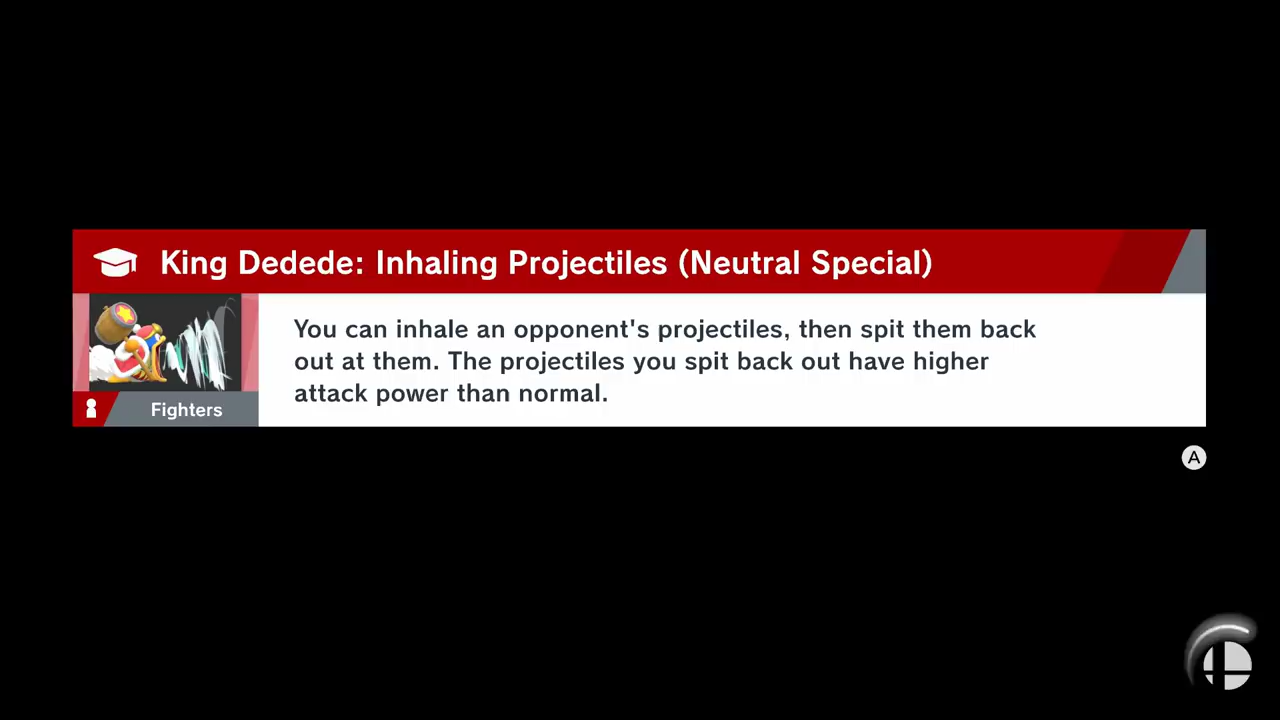 King Dedede: Inhaling Projectiles (Neutral Special)
You can inhale an opponent's projectiles, then spit them back
out at them. The projectiles you spit back out have higher
attack power than normal.
Fighters
A